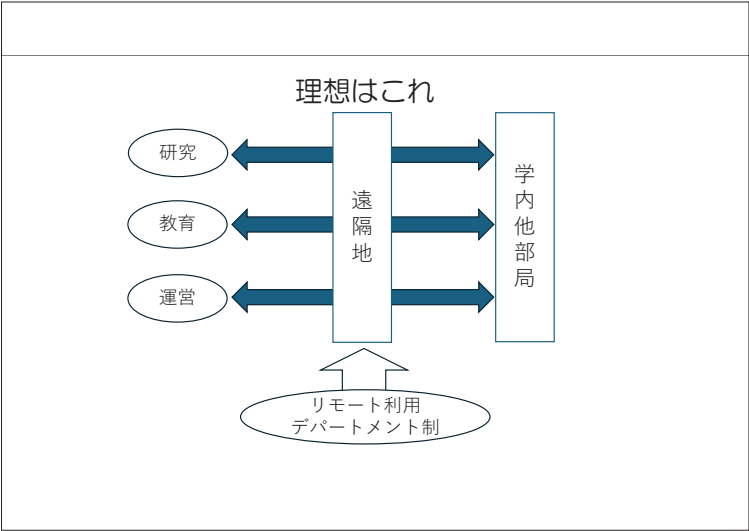 理想はこれ
研究
教育
運営
遠隔地
学内他部局
リモート利用
デパートメント制